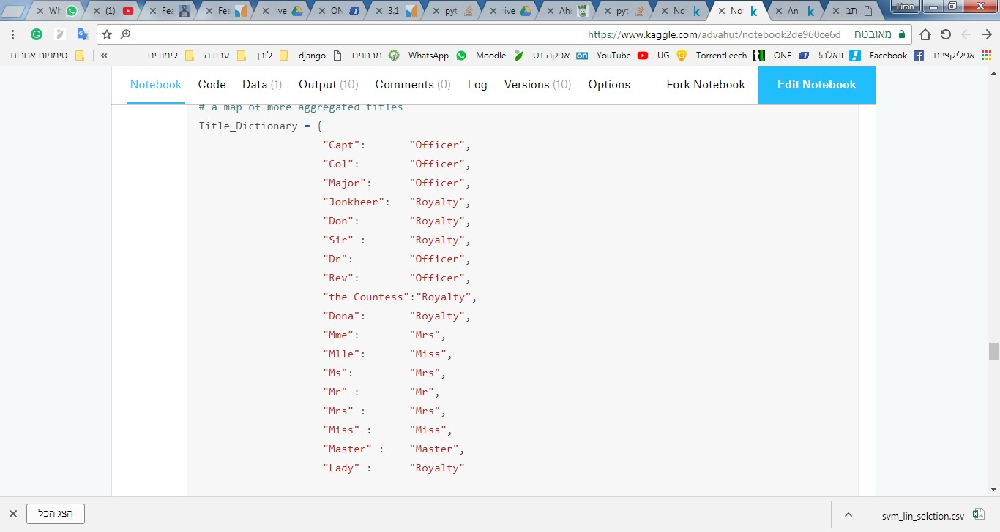 Liran
Wh
(1)
Fea
Fea
ive
ON
3.1
pyt
ive
Ah
pyt
No
No
An
תב
https://www.kaggle.com/advahut/notebook2de960ce6d
מאובטח
אפליקציות
Facebook
וואלה!
ONE
TorrentLeech
UG
YouTube
אפקה-נט
Moodle
WhatsApp
מבחנים
django
לירן
עבודה
לימודים
«
סימניות אחרות
Notebook Code Data (1) Output (10) Comments (0) Log Versions (10) Options Fork Notebook Edit Notebook
# a map of more aggregated titles
Title_Dictionary = {
"Capt": "Officer",
"Col": "Officer",
"Major": "Officer",
"Jonkheer": "Royalty",
"Don": "Royalty",
"Sir" : "Royalty",
"Dr": "Officer",
"Rev": "Officer",
"the Countess":"Royalty",
"Dona": "Royalty",
"Mme": "Mrs",
"Mlle": "Miss",
"Ms": "Mrs",
"Mr" : "Mr",
"Mrs" : "Mrs",
"Miss" : "Miss",
"Master" : "Master",
"Lady" : "Royalty"
הצג הכל
svm_lin_selction.csv